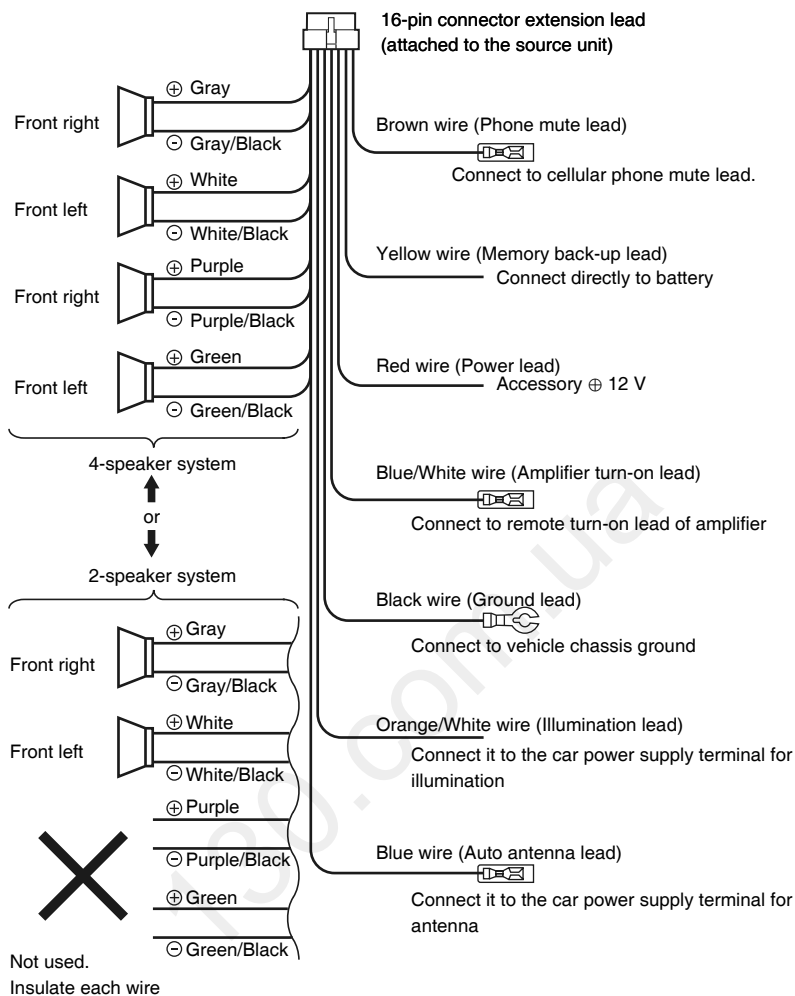 16-pin connector extension lead
(attached to the source unit)
Front right
⊕ Gray
⊖ Gray/Black
Front left
⊕ White
⊖ White/Black
Front right
⊕ Purple
⊖ Purple/Black
Front left
⊕ Green
⊖ Green/Black
4-speaker system
or
2-speaker system
Front right
⊕ Gray
⊖ Gray/Black
Front left
⊕ White
⊖ White/Black
⊕ Purple
⊖ Purple/Black
⊕ Green
⊖ Green/Black
Not used.
Insulate each wire
Brown wire (Phone mute lead)
Connect to cellular phone mute lead.
Yellow wire (Memory back-up lead)
Connect directly to battery
Red wire (Power lead)
Accessory ⊕ 12 V
Blue/White wire (Amplifier turn-on lead)
Connect to remote turn-on lead of amplifier
Black wire (Ground lead)
Connect to vehicle chassis ground
Orange/White wire (Illumination lead)
Connect it to the car power supply terminal for
illumination
Blue wire (Auto antenna lead)
Connect it to the car power supply terminal for
antenna
130.com.ua